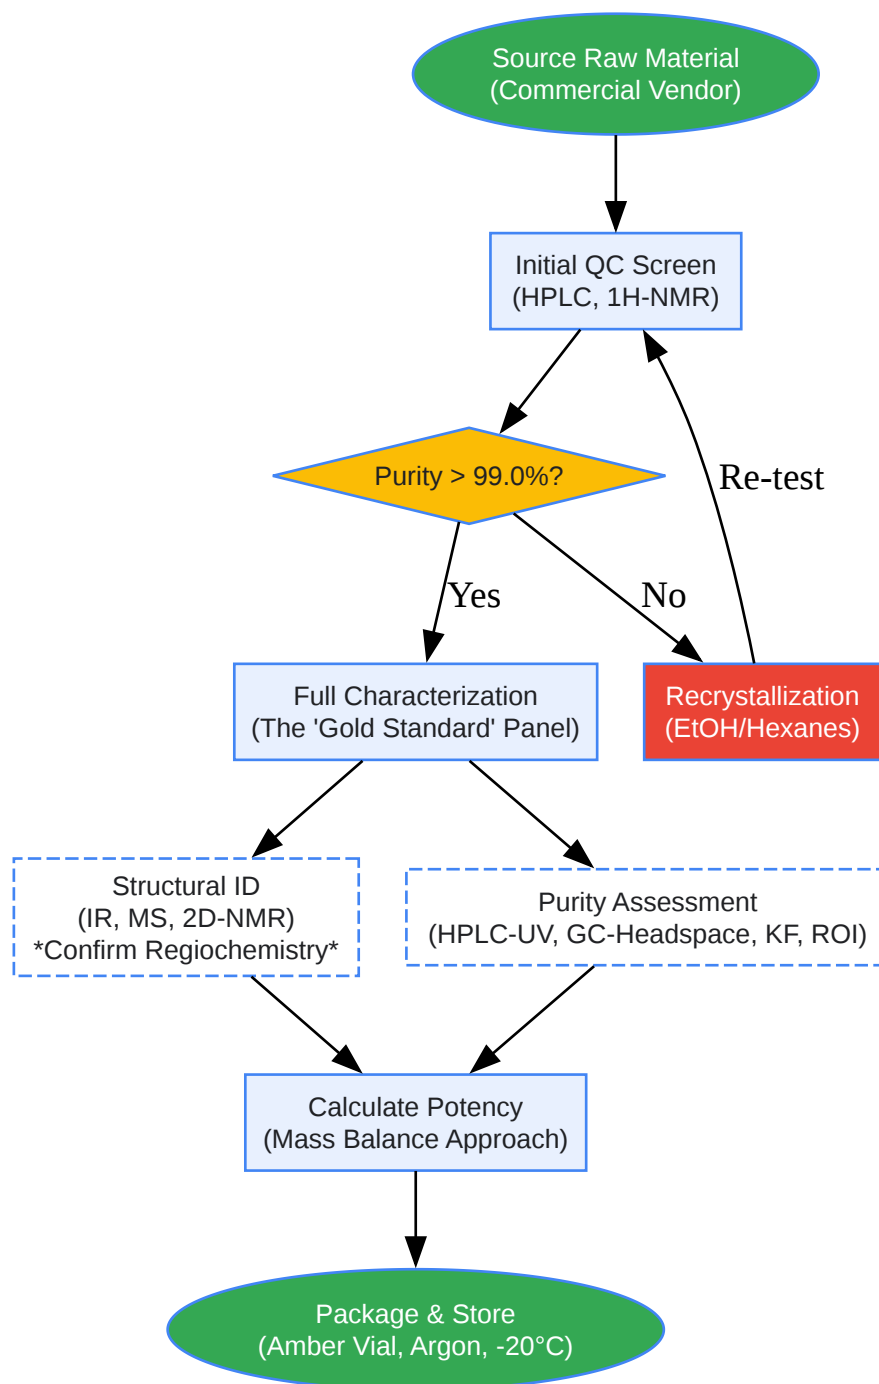 Source Raw Material
(Commercial Vendor)
Initial QC Screen
(HPLC, 1H-NMR)
Purity > 99.0%?
Re-test
Yes
No
Full Characterization
(The 'Gold Standard' Panel)
Recrystallization
(EtOH/Hexanes)
Structural ID
(IR, MS, 2D-NMR)
*Confirm Regiochemistry*
Purity Assessment
(HPLC-UV, GC-Headspace, KF, ROI)
Calculate Potency
(Mass Balance Approach)
Package & Store
(Amber Vial, Argon, -20°C)